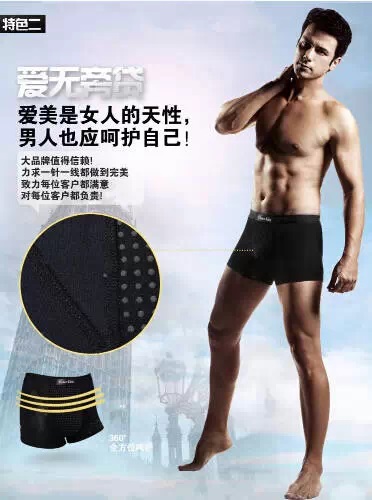 特色二
爱无旁贷
爱美是女人的天性,
男人也应呵护自己!
大品牌值得信赖!
力求一针一线都做到完美
致力每位客户都满意
对每位客户都负责!
360°
全方位呵护